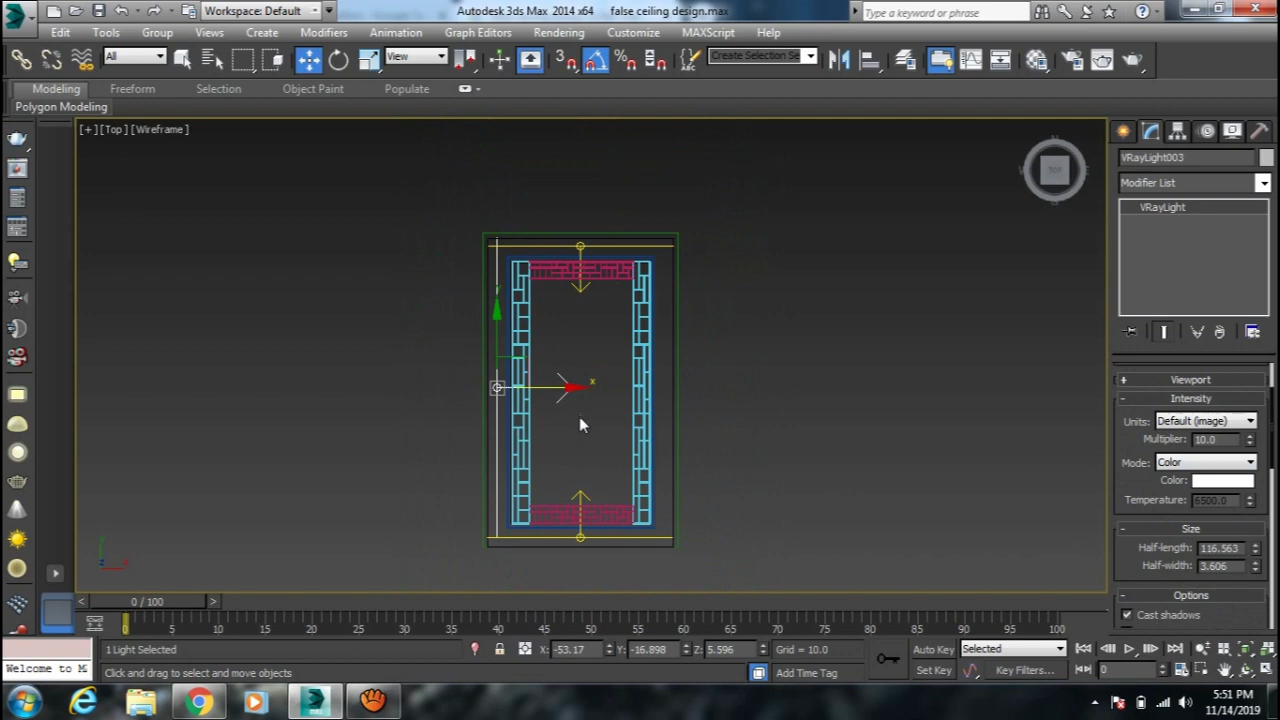 Workspace: Default
Autodesk 3ds Max 2014 x64 false ceiling design.max
Type a keyword or phrase
Edit Tools Group Views Create Modifiers Animation Graph Editors Rendering Customize MAXScript Help
All View Create Selection Se
Modeling Freeform Selection Object Paint Populate
Polygon Modeling
[+][Top][Wireframe]
TOP
VRayLight003
Modifier List
VRayLight
x
Viewport
Intensity
Units: Default (image)
Multiplier: 10.0
Mode: Color
Color:
Temperature: 6500.0
Size
Half-length: 116.563
Half-width: 3.606
Options
Cast shadows
0 / 100
0 5 10 15 20 25 30 35 40 45 50 55 60 65 70 75 80 85 90 95 100
1 Light Selected X: -53.17 Y: -16.898 Z: 5.596 Grid = 10.0 Auto Key Selected
Welcome to M Click and drag to select and move objects Add Time Tag Set Key Key Filters... 0
5:51 PM
11/14/2019